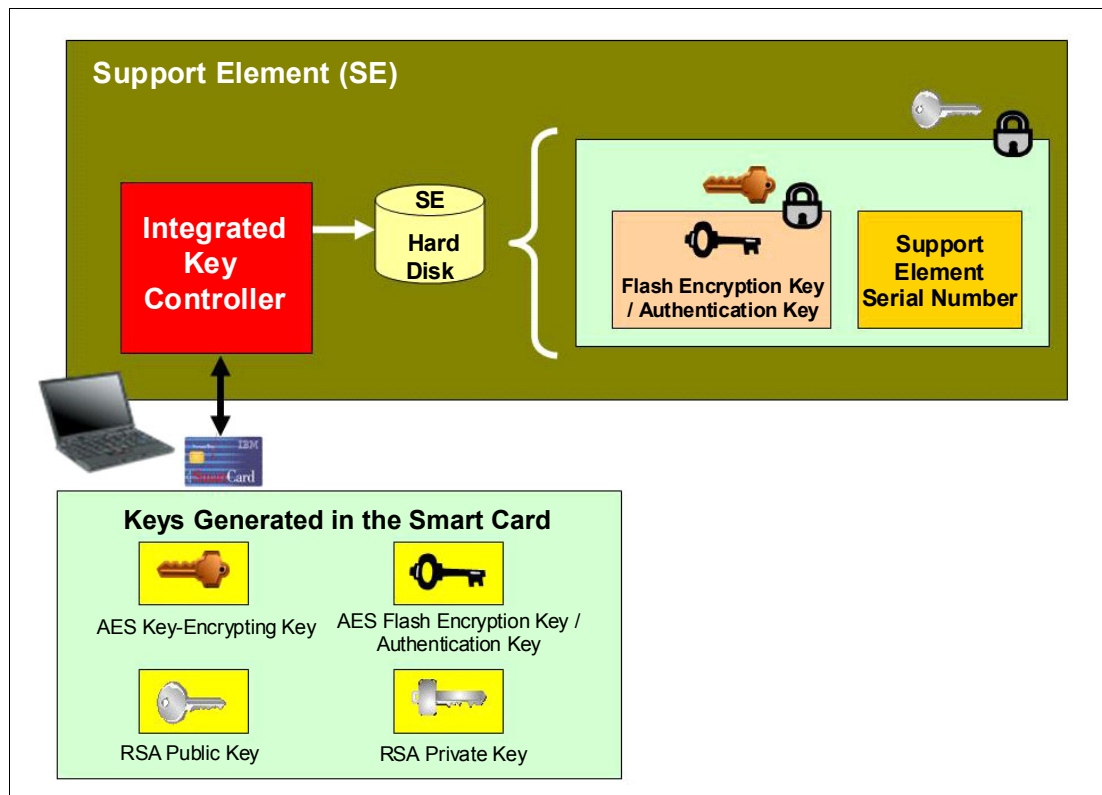 Support Element (SE)
Integrated
Key
Controller
SE
Hard
Disk
Flash Encryption Key
/ Authentication Key
Support
Element
Serial Number
IBM
SmartCard
Keys Generated in the Smart Card
AES Key-Encrypting Key
AES Flash Encryption Key /
Authentication Key
RSA Public Key
RSA Private Key